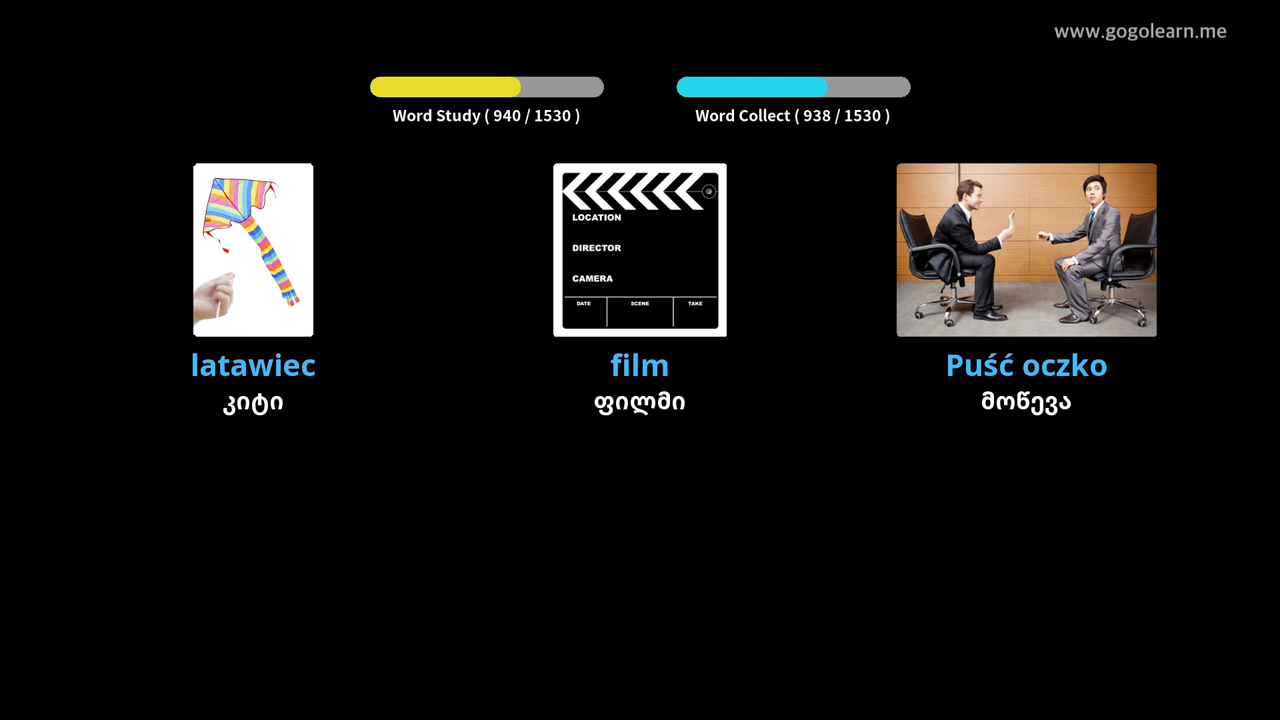 www.gogolearn.me
Word Study ( 940 / 1530 )
Word Collect ( 938 / 1530 )
LOCATION
DIRECTOR
CAMERA
DATE
SCENE
TAKE
latawiec
film
Puść oczko
კიტი
ფილმი
მოწევა